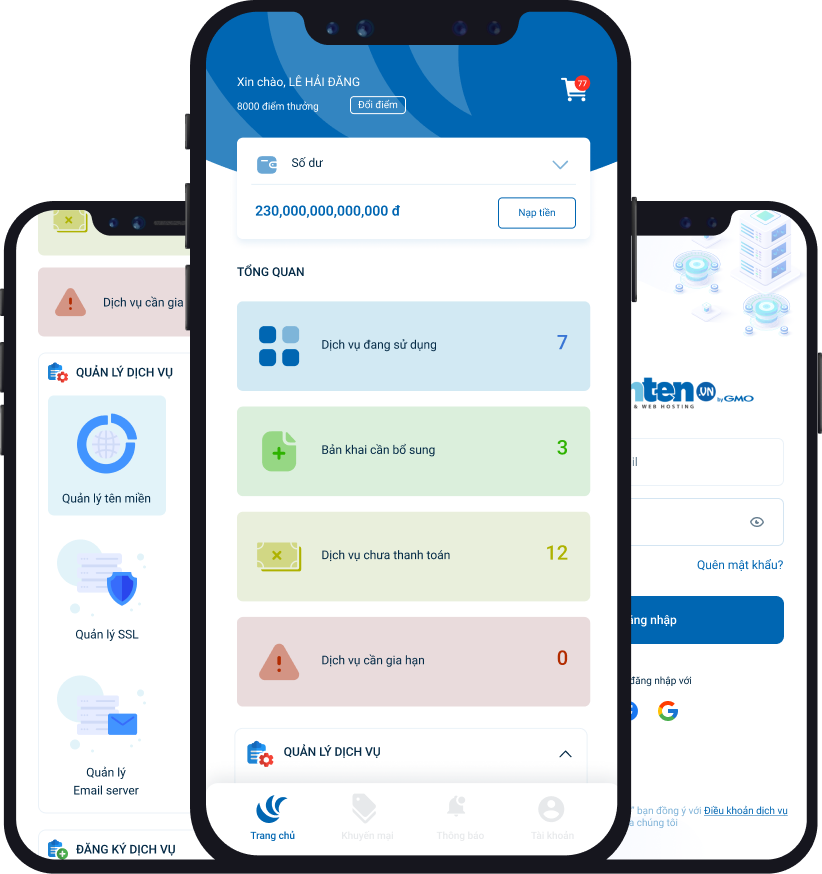 Xin chào, LÊ HẢI ĐĂNG
77
8000 điểm thưởng
Đổi điểm
Số dư
230,000,000,000,000 đ
Nạp tiền
TỔNG QUAN
Dịch vụ đang sử dụng
7
Bản khai cần bổ sung
3
Dịch vụ chưa thanh toán
12
Dịch vụ cần gia hạn
0
QUẢN LÝ DỊCH VỤ
Trang chủ
Khuyến mại
Thông báo
Tài khoản
Dịch vụ cần gia
QUẢN LÝ DỊCH VỤ
Quản lý tên miền
Quản lý SSL
Quản lý
Email server
ĐĂNG KÝ DỊCH VỤ
nten .VN by GMO
& WEB HOSTING
il
Quên mật khẩu?
ăng nhập
đăng nhập với
" bạn đồng ý với Điều khoản dịch vụ
a chúng tôi